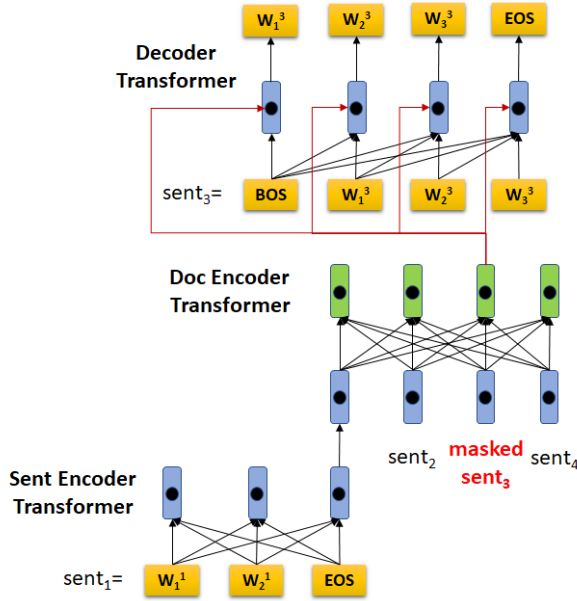 W₁³ W₂³ W₃³ EOS
Decoder
Transformer
sent₃= BOS W₁³ W₂³ W₃³
Doc Encoder
Transformer
sent₂ masked sent₄
sent₃
Sent Encoder
Transformer
sent₁= W₁¹ W₂¹ EOS